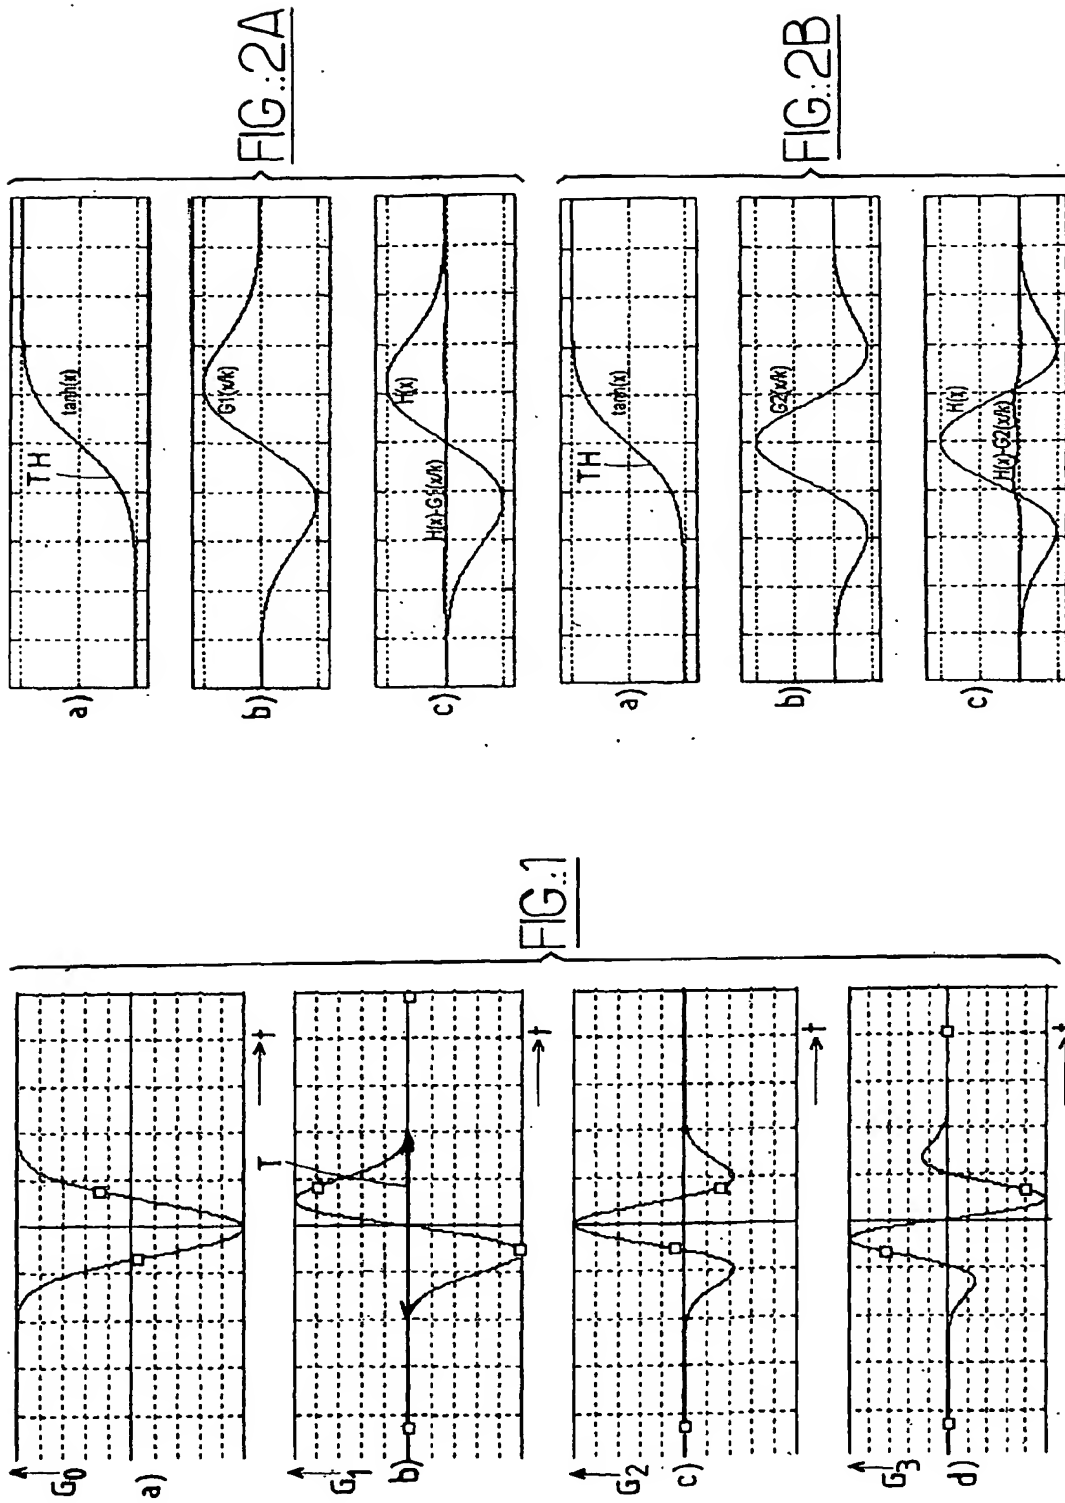 FIG.:1
G0
a)
t
G1
b)
T
t
G2
c)
t
G3
d)
t
FIG.:2A
a)
TH
tanh(x)
b)
G1(x/k)
c)
H(x)-G1(x/k)
H(x)
FIG.:2B
a)
TH
tanh(x)
b)
G2(x/k)
c)
H(x)
H(x)-G2(x/k)